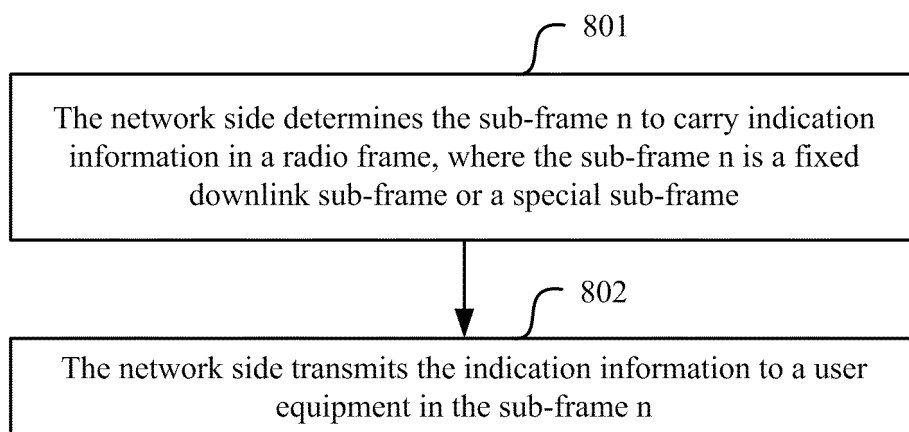 801
The network side determines the sub-frame n to carry indication
information in a radio frame, where the sub-frame n is a fixed
downlink sub-frame or a special sub-frame
802
The network side transmits the indication information to a user
equipment in the sub-frame n